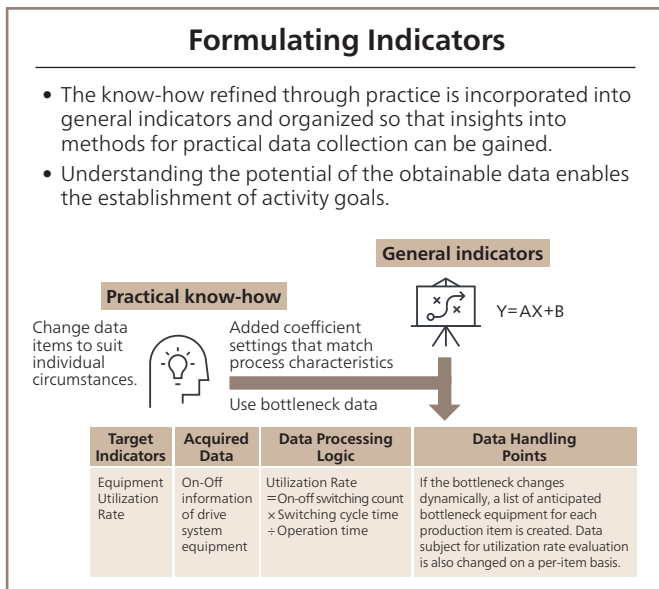 Formulating Indicators
• The know-how refined through practice is incorporated into
general indicators and organized so that insights into
methods for practical data collection can be gained.
• Understanding the potential of the obtainable data enables
the establishment of activity goals.
General indicators
Y=AX+B
Practical know-how
Change data
items to suit
individual
circumstances.
Added coefficient
settings that match
process characteristics
Use bottleneck data
Target
Indicators
Acquired
Data
Data Processing
Logic
Data Handling
Points
Equipment
Utilization
Rate
On-Off
information
of drive
system
equipment
Utilization Rate
=On-off switching count
×Switching cycle time
÷Operation time
If the bottleneck changes
dynamically, a list of anticipated
bottleneck equipment for each
production item is created. Data
subject for utilization rate evaluation
is also changed on a per-item basis.